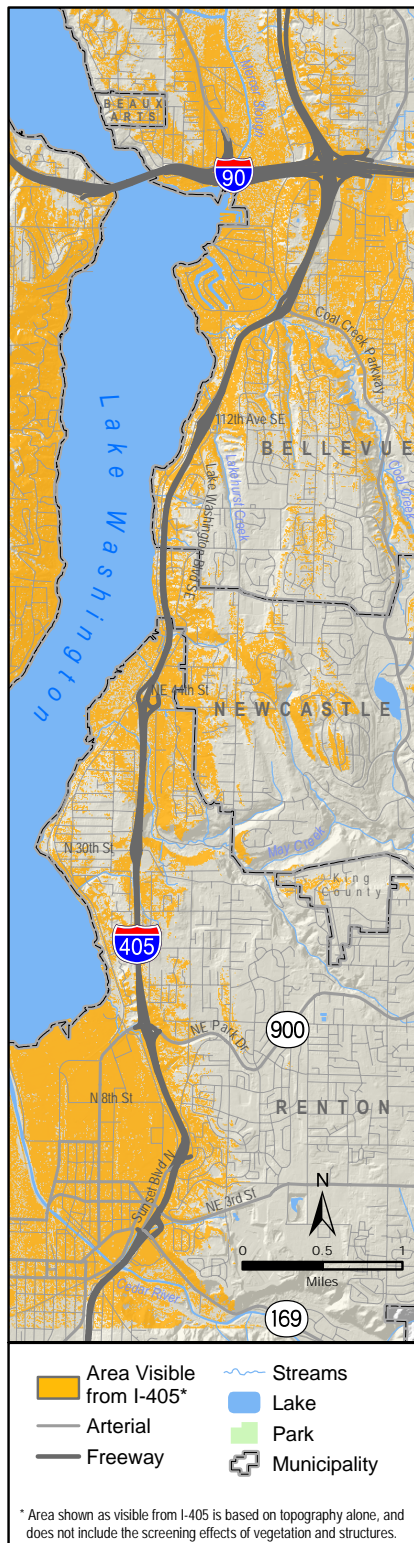 BEAUX
ARTS
Mercer Slough
90
Coal Creek Parkway
112th Ave SE
BELLEVUE
Lake Washington
Lakehurst Creek
Coal Creek
Lake Washington Blvd SE
NE 44th St
NEWCASTLE
N 30th St
May Creek
King
County
405
NE Park Dr
900
N 8th St
RENTON
Sunset Blvd N
NE 3rd St
N
0 0.5 1
Miles
Cedar River
169
Area Visible
from I-405*
Arterial
Freeway
Streams
Lake
Park
Municipality
* Area shown as visible from I-405 is based on topography alone, and
does not include the screening effects of vegetation and structures.